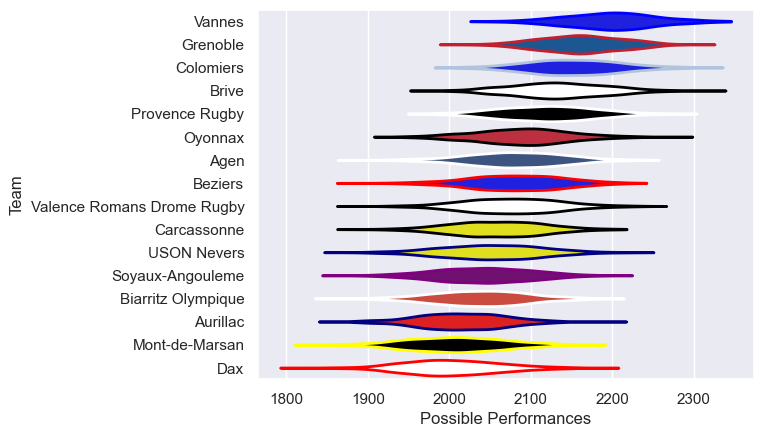 Vannes
Grenoble
Colomiers
Brive
Provence Rugby
Oyonnax
Agen
Beziers
Valence Romans Drome Rugby
Carcassonne
USON Nevers
Soyaux-Angouleme
Biarritz Olympique
Aurillac
Mont-de-Marsan
Dax
Team
1800 1900 2000 2100 2200 2300
Possible Performances